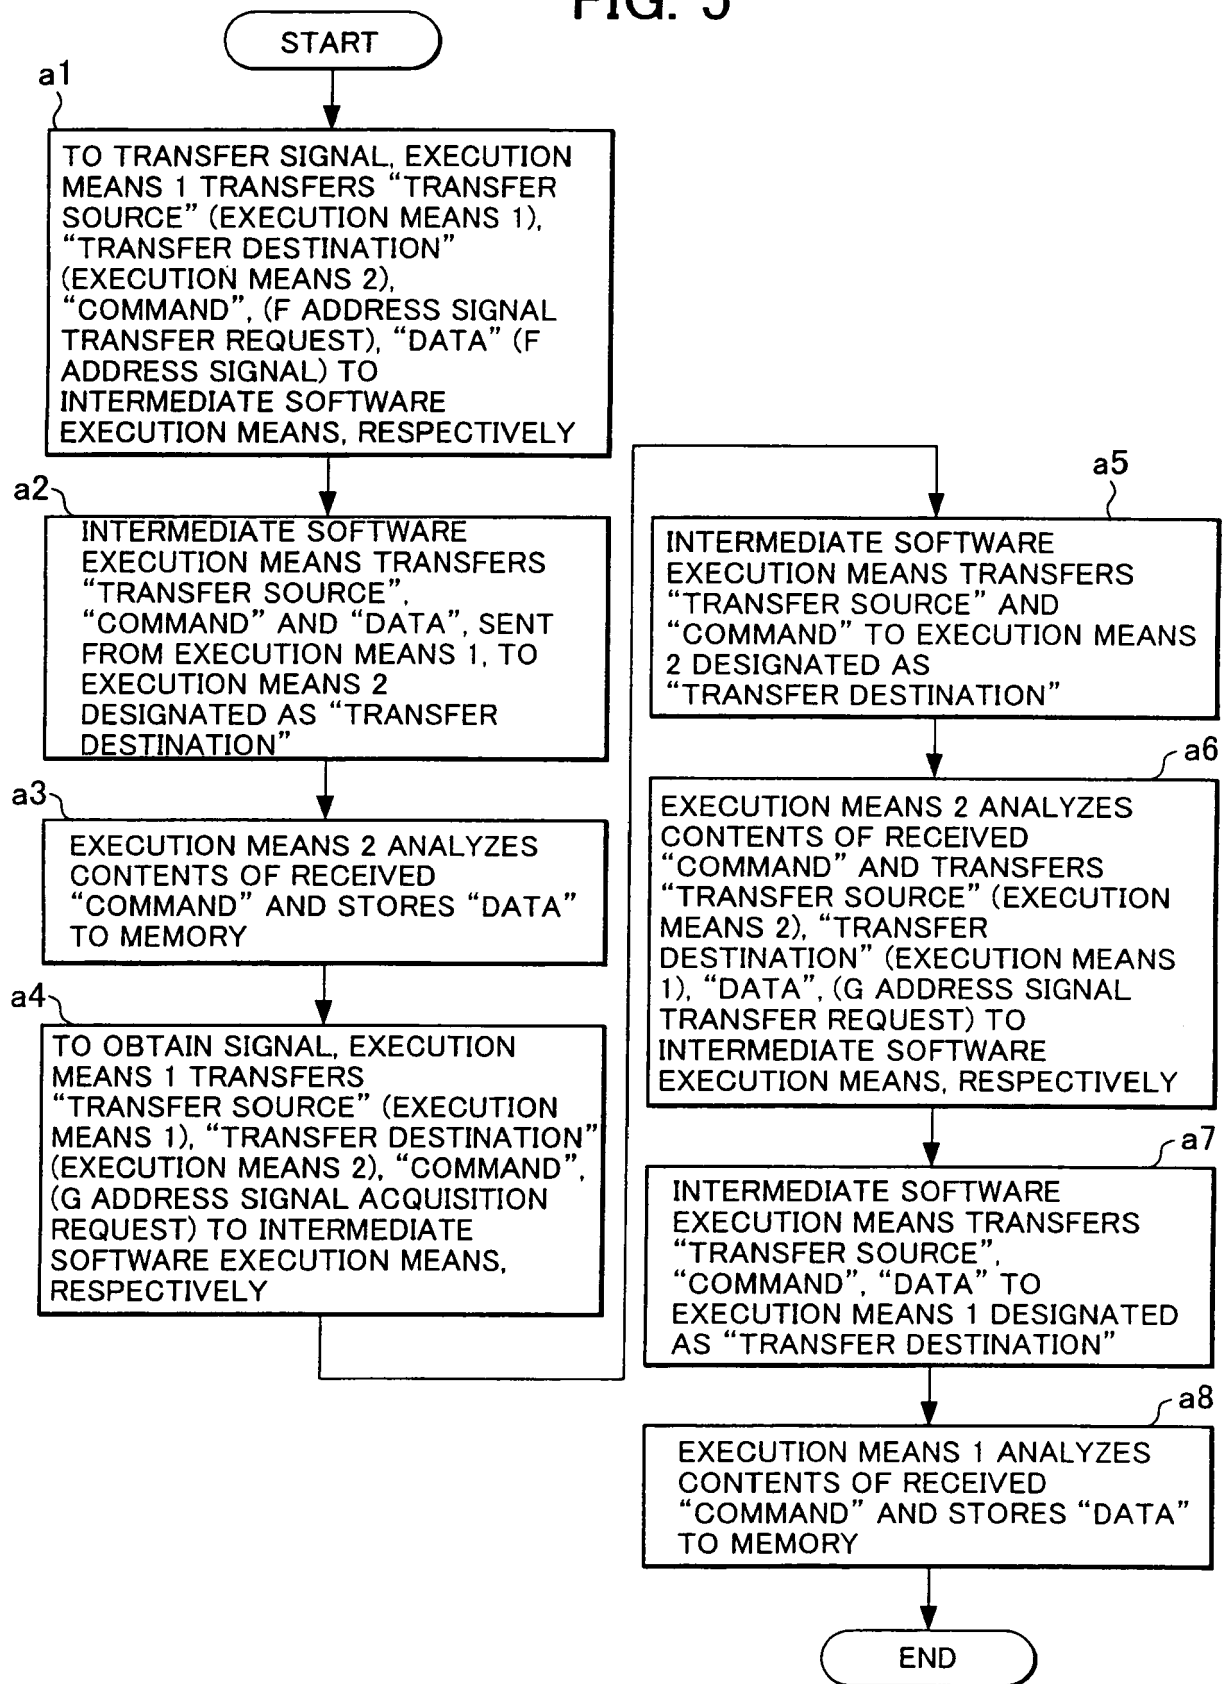 START
a1
TO TRANSFER SIGNAL, EXECUTION
MEANS 1 TRANSFERS “TRANSFER
SOURCE” (EXECUTION MEANS 1),
“TRANSFER DESTINATION”
(EXECUTION MEANS 2),
“COMMAND”, (F ADDRESS SIGNAL
TRANSFER REQUEST), “DATA” (F
ADDRESS SIGNAL) TO
INTERMEDIATE SOFTWARE
EXECUTION MEANS, RESPECTIVELY
a2
INTERMEDIATE SOFTWARE
EXECUTION MEANS TRANSFERS
“TRANSFER SOURCE”,
“COMMAND” AND “DATA”, SENT
FROM EXECUTION MEANS 1, TO
EXECUTION MEANS 2
DESIGNATED AS “TRANSFER
DESTINATION”
a3
EXECUTION MEANS 2 ANALYZES
CONTENTS OF RECEIVED
“COMMAND” AND STORES “DATA”
TO MEMORY
a4
TO OBTAIN SIGNAL, EXECUTION
MEANS 1 TRANSFERS
“TRANSFER SOURCE” (EXECUTION
MEANS 1), “TRANSFER DESTINATION”
(EXECUTION MEANS 2), “COMMAND”,
(G ADDRESS SIGNAL ACQUISITION
REQUEST) TO INTERMEDIATE
SOFTWARE EXECUTION MEANS,
RESPECTIVELY
a5
INTERMEDIATE SOFTWARE
EXECUTION MEANS TRANSFERS
“TRANSFER SOURCE” AND
“COMMAND” TO EXECUTION MEANS
2 DESIGNATED AS
“TRANSFER DESTINATION”
a6
EXECUTION MEANS 2 ANALYZES
CONTENTS OF RECEIVED
“COMMAND” AND TRANSFERS
“TRANSFER SOURCE” (EXECUTION
MEANS 2), “TRANSFER
DESTINATION” (EXECUTION MEANS
1), “DATA”, (G ADDRESS SIGNAL
TRANSFER REQUEST) TO
INTERMEDIATE SOFTWARE
EXECUTION MEANS, RESPECTIVELY
a7
INTERMEDIATE SOFTWARE
EXECUTION MEANS TRANSFERS
“TRANSFER SOURCE”,
“COMMAND”, “DATA” TO
EXECUTION MEANS 1 DESIGNATED
AS “TRANSFER DESTINATION”
a8
EXECUTION MEANS 1 ANALYZES
CONTENTS OF RECEIVED
“COMMAND” AND STORES “DATA”
TO MEMORY
END